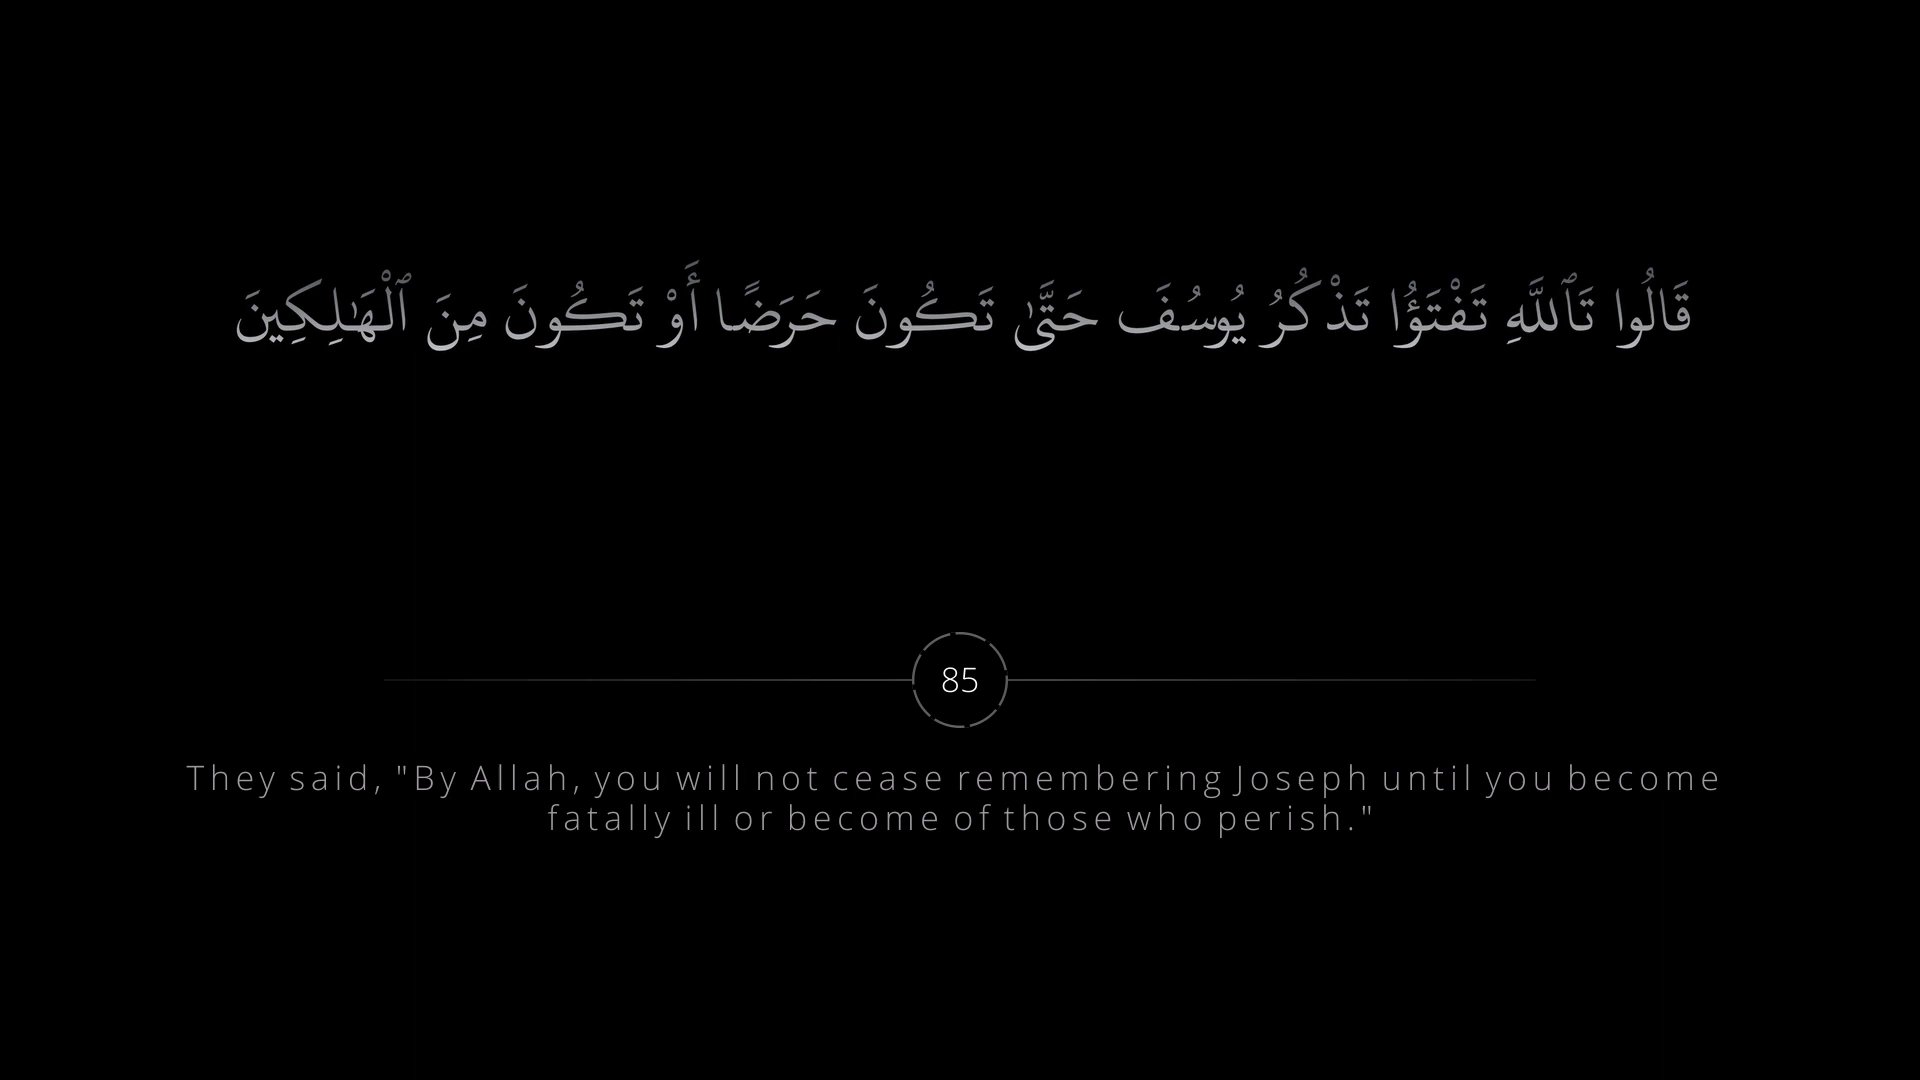 قَالُوا تَٱللَّهِ تَفْتَؤُا تَذْكُرُ يُوسُفَ حَتَّىٰ تَكُونَ حَرَضًا أَوْ تَكُونَ مِنَ ٱلْهَٰلِكِينَ
85
They said, "By Allah, you will not cease remembering Joseph until you become
fatally ill or become of those who perish."